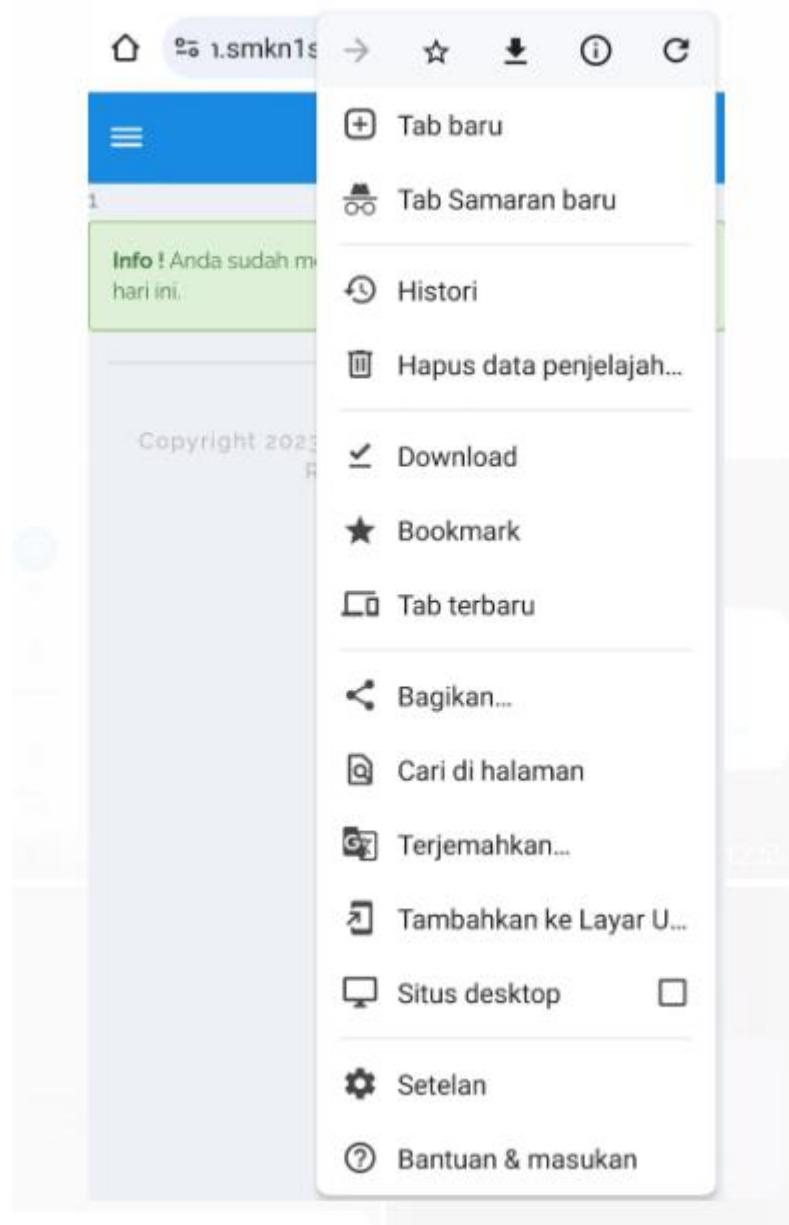 n.smkn1s
Tab baru
Tab Samaran baru
1
Info ! Anda sudah m
hari ini.
Histori
Hapus data penjelajah...
Copyright 2023
Download
Bookmark
Tab terbaru
Bagikan...
Cari di halaman
Terjemahkan...
Tambahkan ke Layar U...
Situs desktop
Setelan
Bantuan & masukan